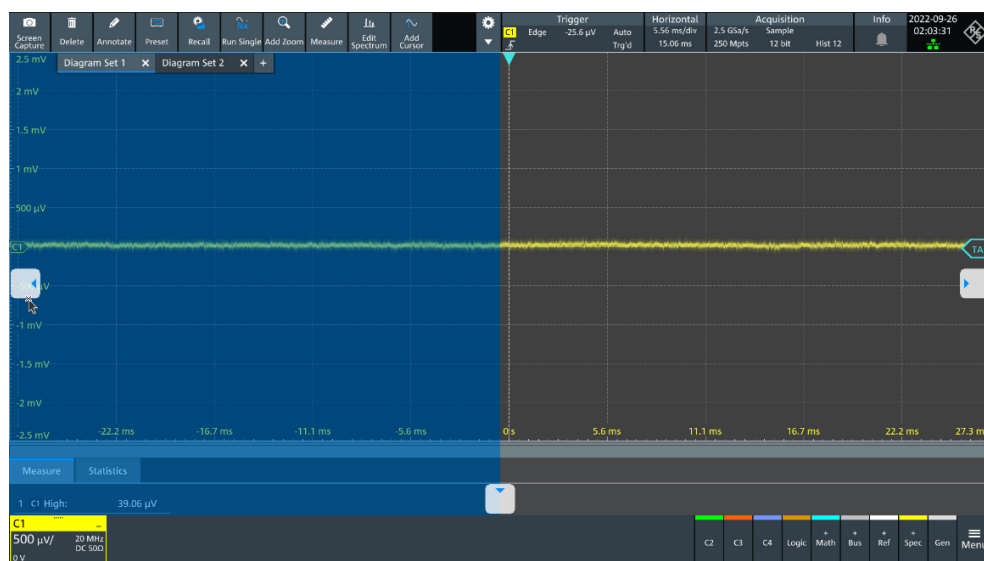 Trigger Horizontal Acquisition Info 2022-09-26
C1 Edge -25.6 µV Auto 5.56 ms/div 2.5 GSa/s Sample 02:03:31
Screen Capture Delete Annotate Preset Recall Run Single Add Zoom Measure Edit Spectrum Add Cursor
Trig'd 15.06 ms 250 Mpts 12 bit Hist 12
2.5 mV Diagram Set 1 X Diagram Set 2 X +
2 mV
1.5 mV
1 mV
500 µV
C1
TA
-1 mV
-1.5 mV
-2 mV
-2.5 mV -22.2 ms -16.7 ms -11.1 ms -5.6 ms 0 s 5.6 ms 11.1 ms 16.7 ms 22.2 ms 27.3 m
Measure Statistics
1 C1 High: 39.06 µV
C1
500 µV/ 20 MHz
DC 50Ω
0 V
C2 C3 C4 Logic + Math + Bus + Ref + Spec Gen Menu